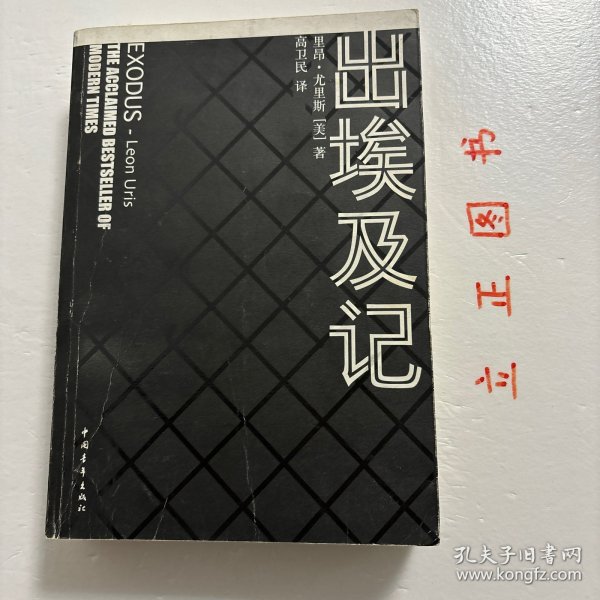 出埃及记
里昂·尤里斯 [美] 著
高卫民 译
EXODUS - Leon Uris
THE ACCLAIMED BESTSELLER OF
MODERN TIMES
中国青年出版社
立正图书
孔夫子旧书网
www.kongfz.com